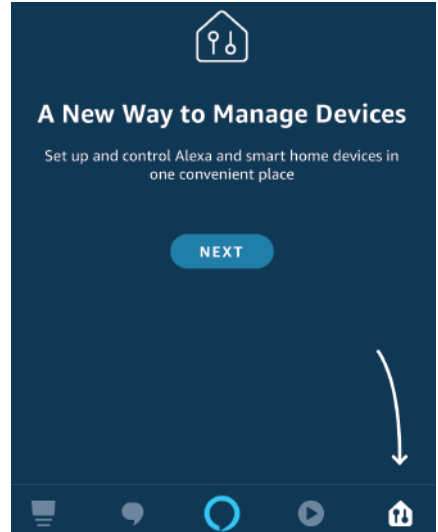 A New Way to Manage Devices
Set up and control Alexa and smart home devices in
one convenient place
NEXT